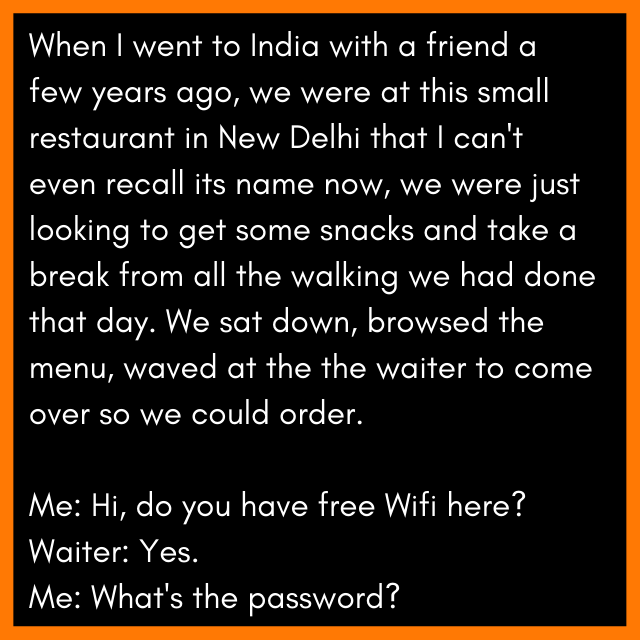 When I went to India with a friend a
few years ago, we were at this small
restaurant in New Delhi that I can't
even recall its name now, we were just
looking to get some snacks and take a
break from all the walking we had done
that day. We sat down, browsed the
menu, waved at the the waiter to come
over so we could order.
Me: Hi, do you have free Wifi here?
Waiter: Yes.
Me: What's the password?